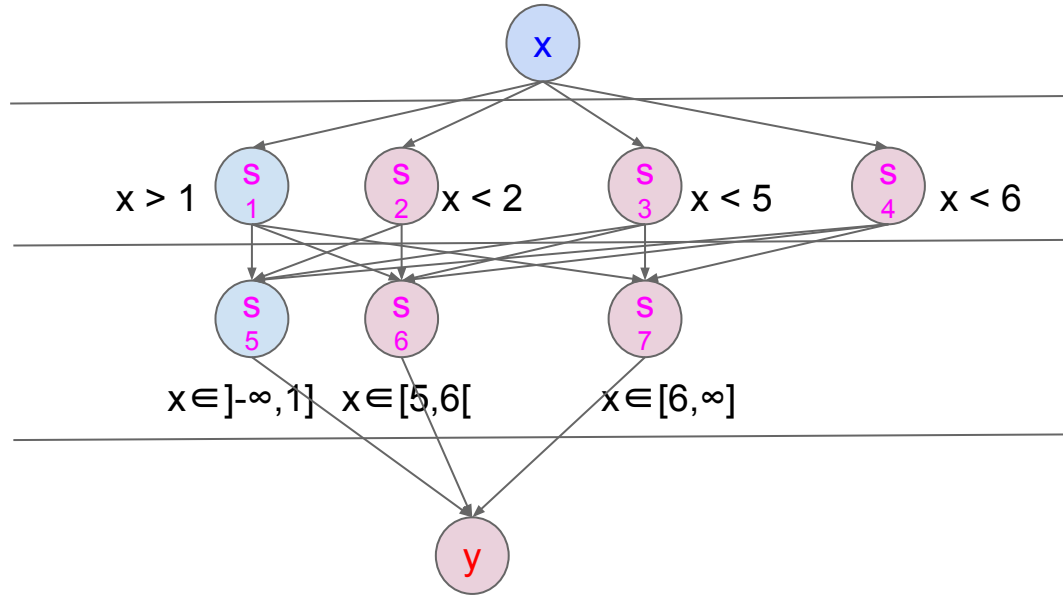 x
s
1
s
2
s
3
s
4
x > 1
x < 2
x < 5
x < 6
s
5
s
6
s
7
x∈]-∞,1]
x∈[5,6[
x∈[6,∞]
y